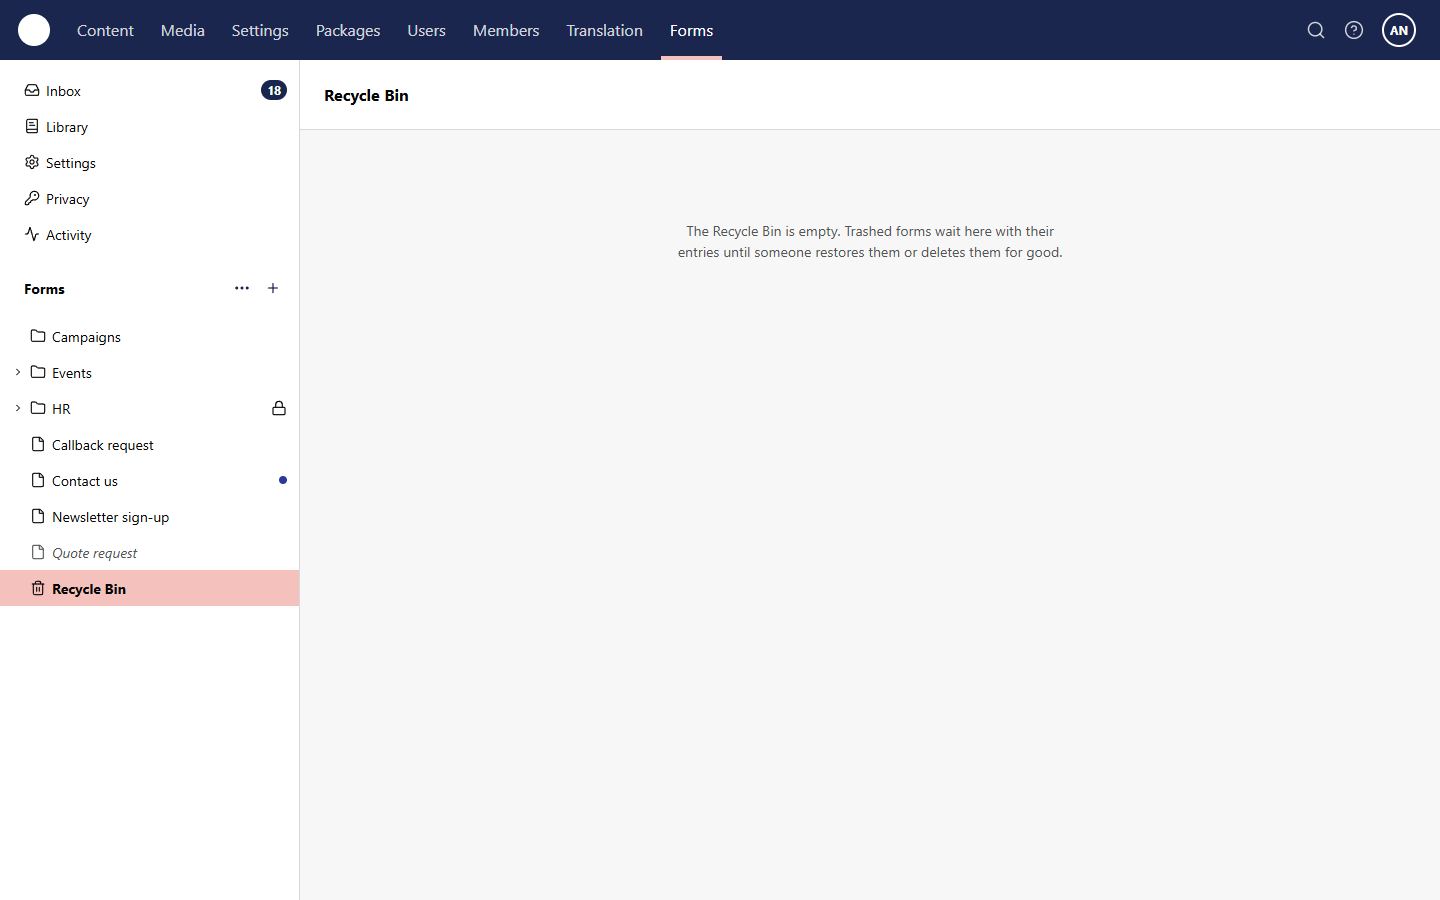 Content Media Settings Packages Users Members Translation Forms AN
Inbox 18
Library
Settings
Privacy
Activity
Forms
Campaigns
Events
HR
Callback request
Contact us
Newsletter sign-up
Quote request
Recycle Bin
Recycle Bin
The Recycle Bin is empty. Trashed forms wait here with their
entries until someone restores them or deletes them for good.